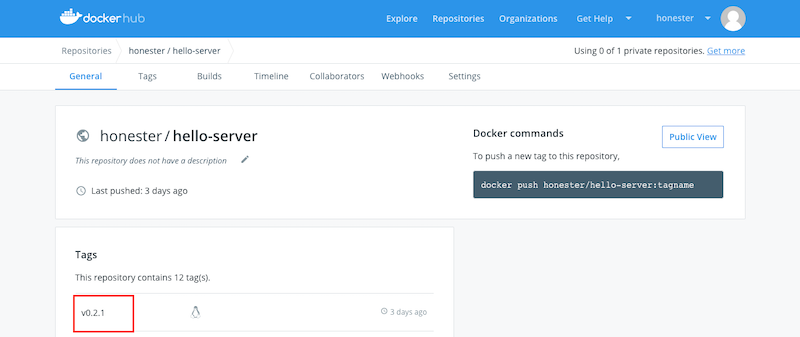 dockerhub Explore Repositories Organizations Get Help honester
Repositories honester / hello-server Using 0 of 1 private repositories. Get more
General Tags Builds Timeline Collaborators Webhooks Settings
honester / hello-server
This repository does not have a description
Last pushed: 3 days ago
Docker commands
Public View
To push a new tag to this repository,
docker push honester/hello-server:tagname
Tags
This repository contains 12 tag(s).
v0.2.1 3 days ago